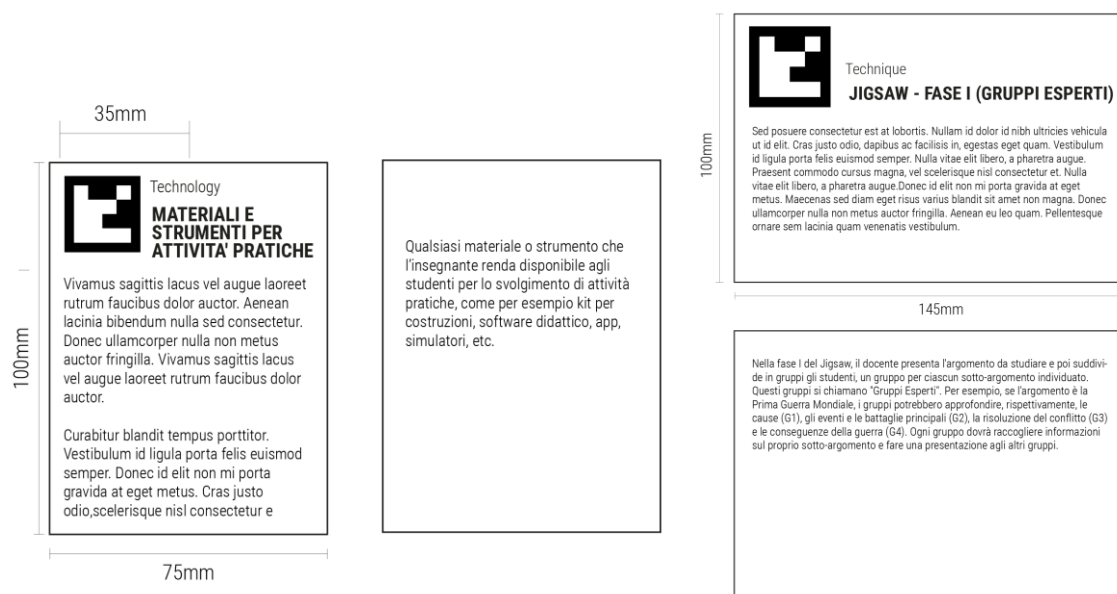 35mm
100mm
Technology
MATERIALI E
STRUMENTI PER
ATTIVITA' PRATICHE
Vivamus sagittis lacus vel augue laoreet
rutrum faucibus dolor auctor. Aenean
lacinia bibendum nulla sed consectetur.
Donec ullamcorper nulla non metus
auctor fringilla. Vivamus sagittis lacus
vel augue laoreet rutrum faucibus dolor
auctor.
Curabitur blandit tempus porttitor.
Vestibulum id ligula porta felis euismod
semper. Donec id elit non mi porta
gravida at eget metus. Cras justo
odio,scelerisque nisl consectetur e
75mm
Qualsiasi materiale o strumento che
l'insegnante renda disponibile agli
studenti per lo svolgimento di attività
pratiche, come per esempio kit per
costruzioni, software didattico, app,
simulatori, etc.
100mm
Technique
JIGSAW - FASE I (GRUPPI ESPERTI)
Sed posuere consectetur est at lobortis. Nullam id dolor id nibh ultricies vehicula
ut id elit. Cras justo odio, dapibus ac facilisis in, egestas eget quam. Vestibulum
id ligula porta felis euismod semper. Nulla vitae elit libero, a pharetra augue.
Praesent commodo cursus magna, vel scelerisque nisl consectetur et. Nulla
vitae elit libero, a pharetra augue.Donec id elit non mi porta gravida at eget
metus. Maecenas sed diam eget risus varius blandit sit amet non magna. Donec
ullamcorper nulla non metus auctor fringilla. Aenean eu leo quam. Pellentesque
ornare sem lacinia quam venenatis vestibulum.
145mm
Nella fase I del Jigsaw, il docente presenta l'argomento da studiare e poi suddivi-
de in gruppi gli studenti, un gruppo per ciascun sotto-argomento individuato.
Questi gruppi si chiamano "Gruppi Esperti". Per esempio, se l'argomento è la
Prima Guerra Mondiale, i gruppi potrebbero approfondire, rispettivamente, le
cause (G1), gli eventi e le battaglie principali (G2), la risoluzione del conflitto (G3)
e le conseguenze della guerra (G4). Ogni gruppo dovrà raccogliere informazioni
sul proprio sotto-argomento e fare una presentazione agli altri gruppi.